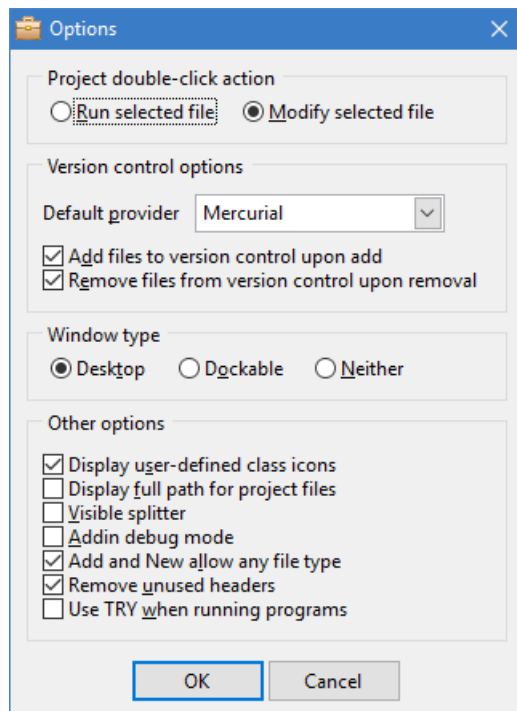 Options
Project double-click action
Run selected file Modify selected file
Version control options
Default provider Mercurial
Add files to version control upon add
Remove files from version control upon removal
Window type
Desktop Dockable Neither
Other options
Display user-defined class icons
Display full path for project files
Visible splitter
Addin debug mode
Add and New allow any file type
Remove unused headers
Use TRY when running programs
OK Cancel